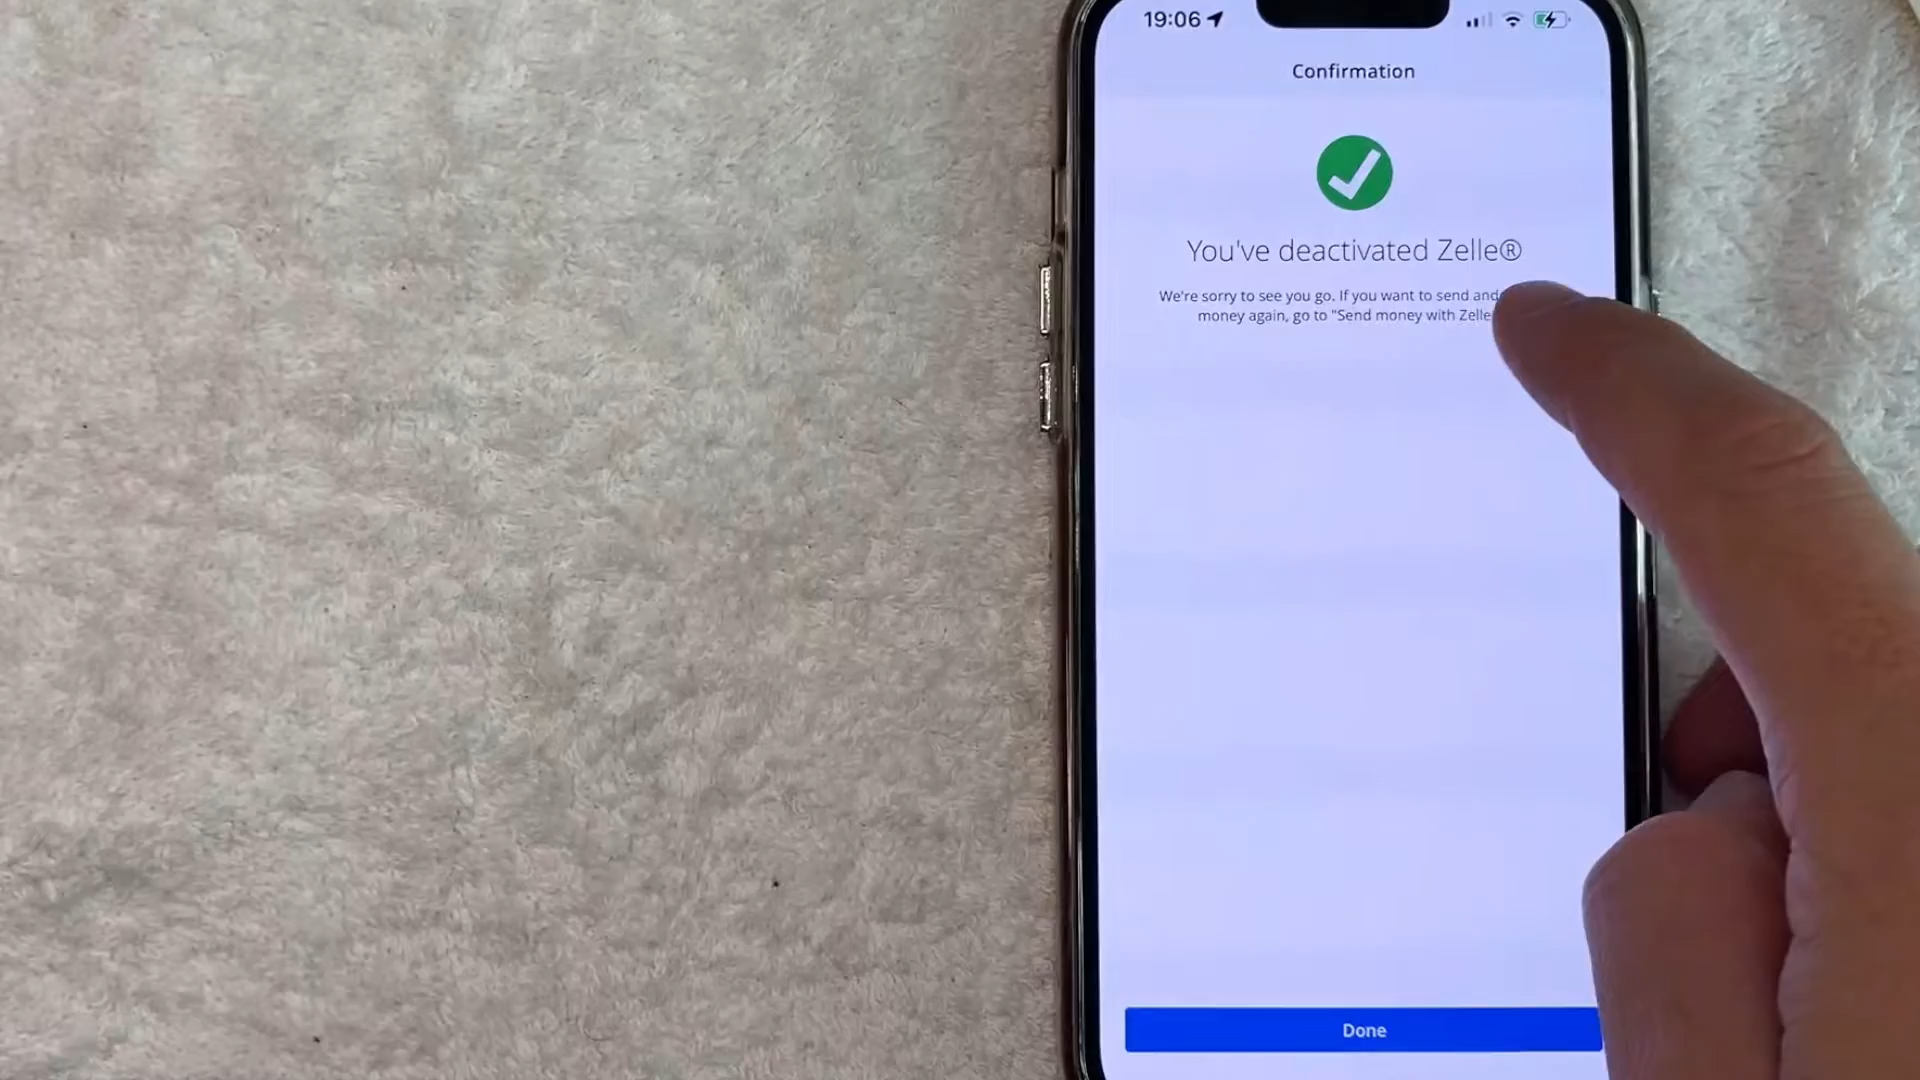 19:06
Confirmation
You've deactivated Zelle®
We're sorry to see you go. If you want to send and
money again, go to "Send money with Zelle
Done